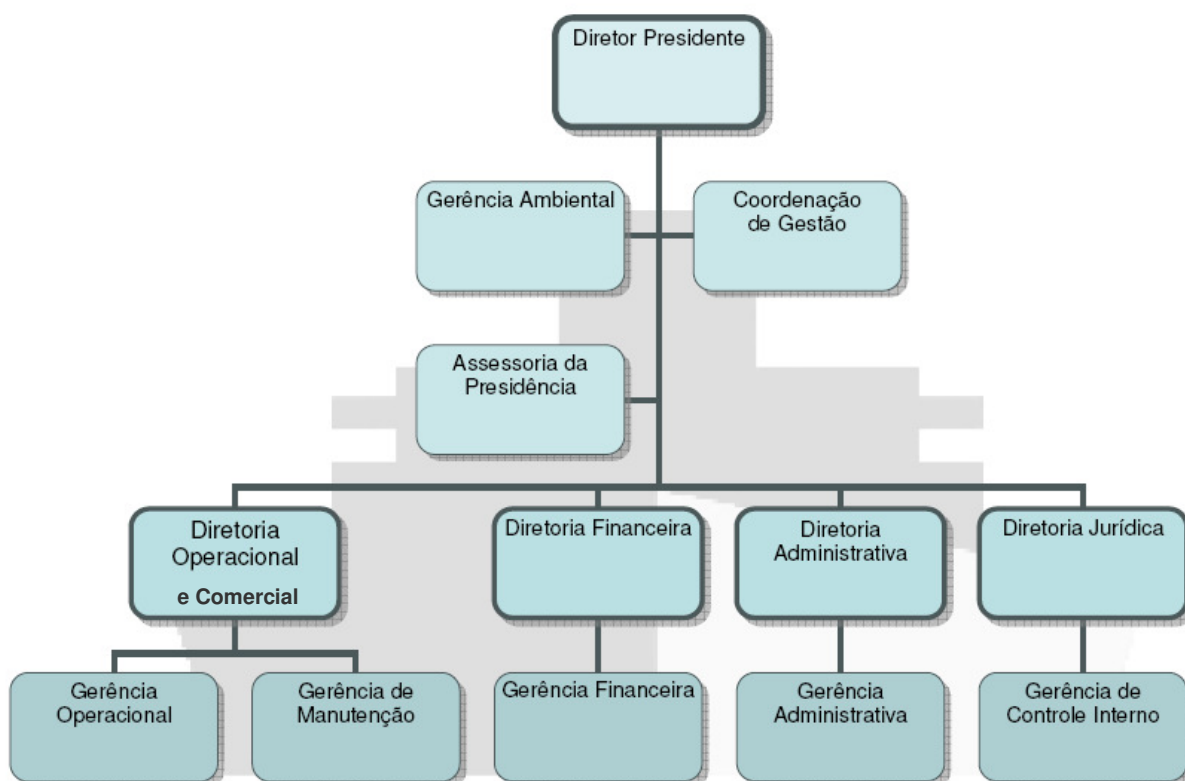 Diretor Presidente
Gerência Ambiental
Coordenação
de Gestão
Assessoria da
Presidência
Diretoria
Operacional
e Comercial
Diretoria Financeira
Diretoria
Administrativa
Diretoria Jurídica
Gerência
Operacional
Gerência de
Manutenção
Gerência Financeira
Gerência
Administrativa
Gerência de
Controle Interno